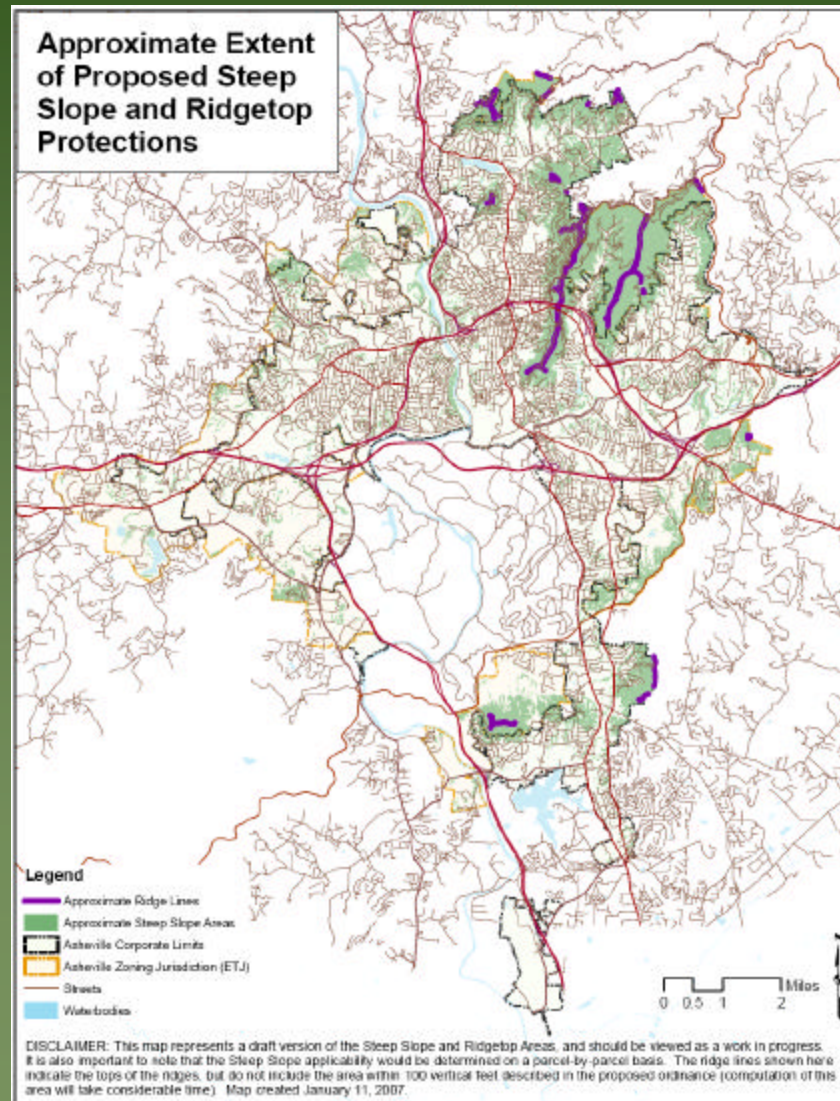 Approximate Extent
of Proposed Steep
Slope and Ridgetop
Protections
Legend
Approximate Ridge Lines
Approximate Steep Slope Areas
Asheville Corporate Limits
Asheville Zoning Jurisdiction (ETJ)
Streets
Waterbodies
Miles
0 0.5 1 2
DISCLAIMER: This map represents a draft version of the Steep Slope and Ridgetop Areas, and should be viewed as a work in progress.
It is also important to note that the Steep Slope applicability would be determined on a parcel-by-parcel basis. The ridge lines shown here
indicate the tops of the ridges, but do not include the area within 100 vertical feet described in the proposed ordinance (computation of this
area will take considerable time). Map created January 11, 2007.